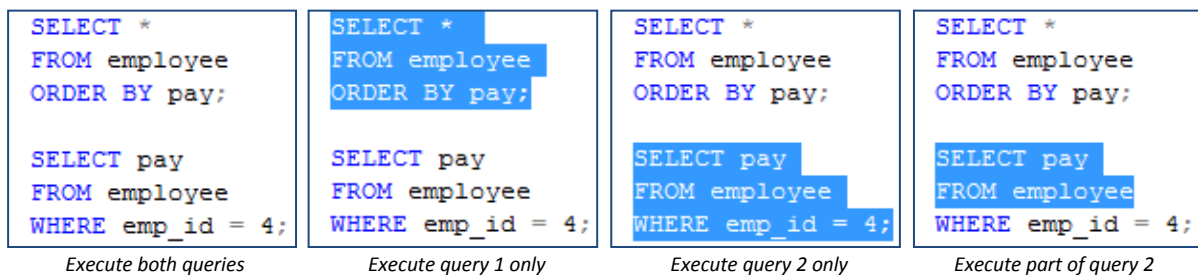 SELECT *
FROM employee
ORDER BY pay;
SELECT pay
FROM employee
WHERE emp_id = 4;
Execute both queries
SELECT *
FROM employee
ORDER BY pay;
SELECT pay
FROM employee
WHERE emp_id = 4;
Execute query 1 only
SELECT *
FROM employee
ORDER BY pay;
SELECT pay
FROM employee
WHERE emp_id = 4;
Execute query 2 only
SELECT *
FROM employee
ORDER BY pay;
SELECT pay
FROM employee
WHERE emp_id = 4;
Execute part of query 2